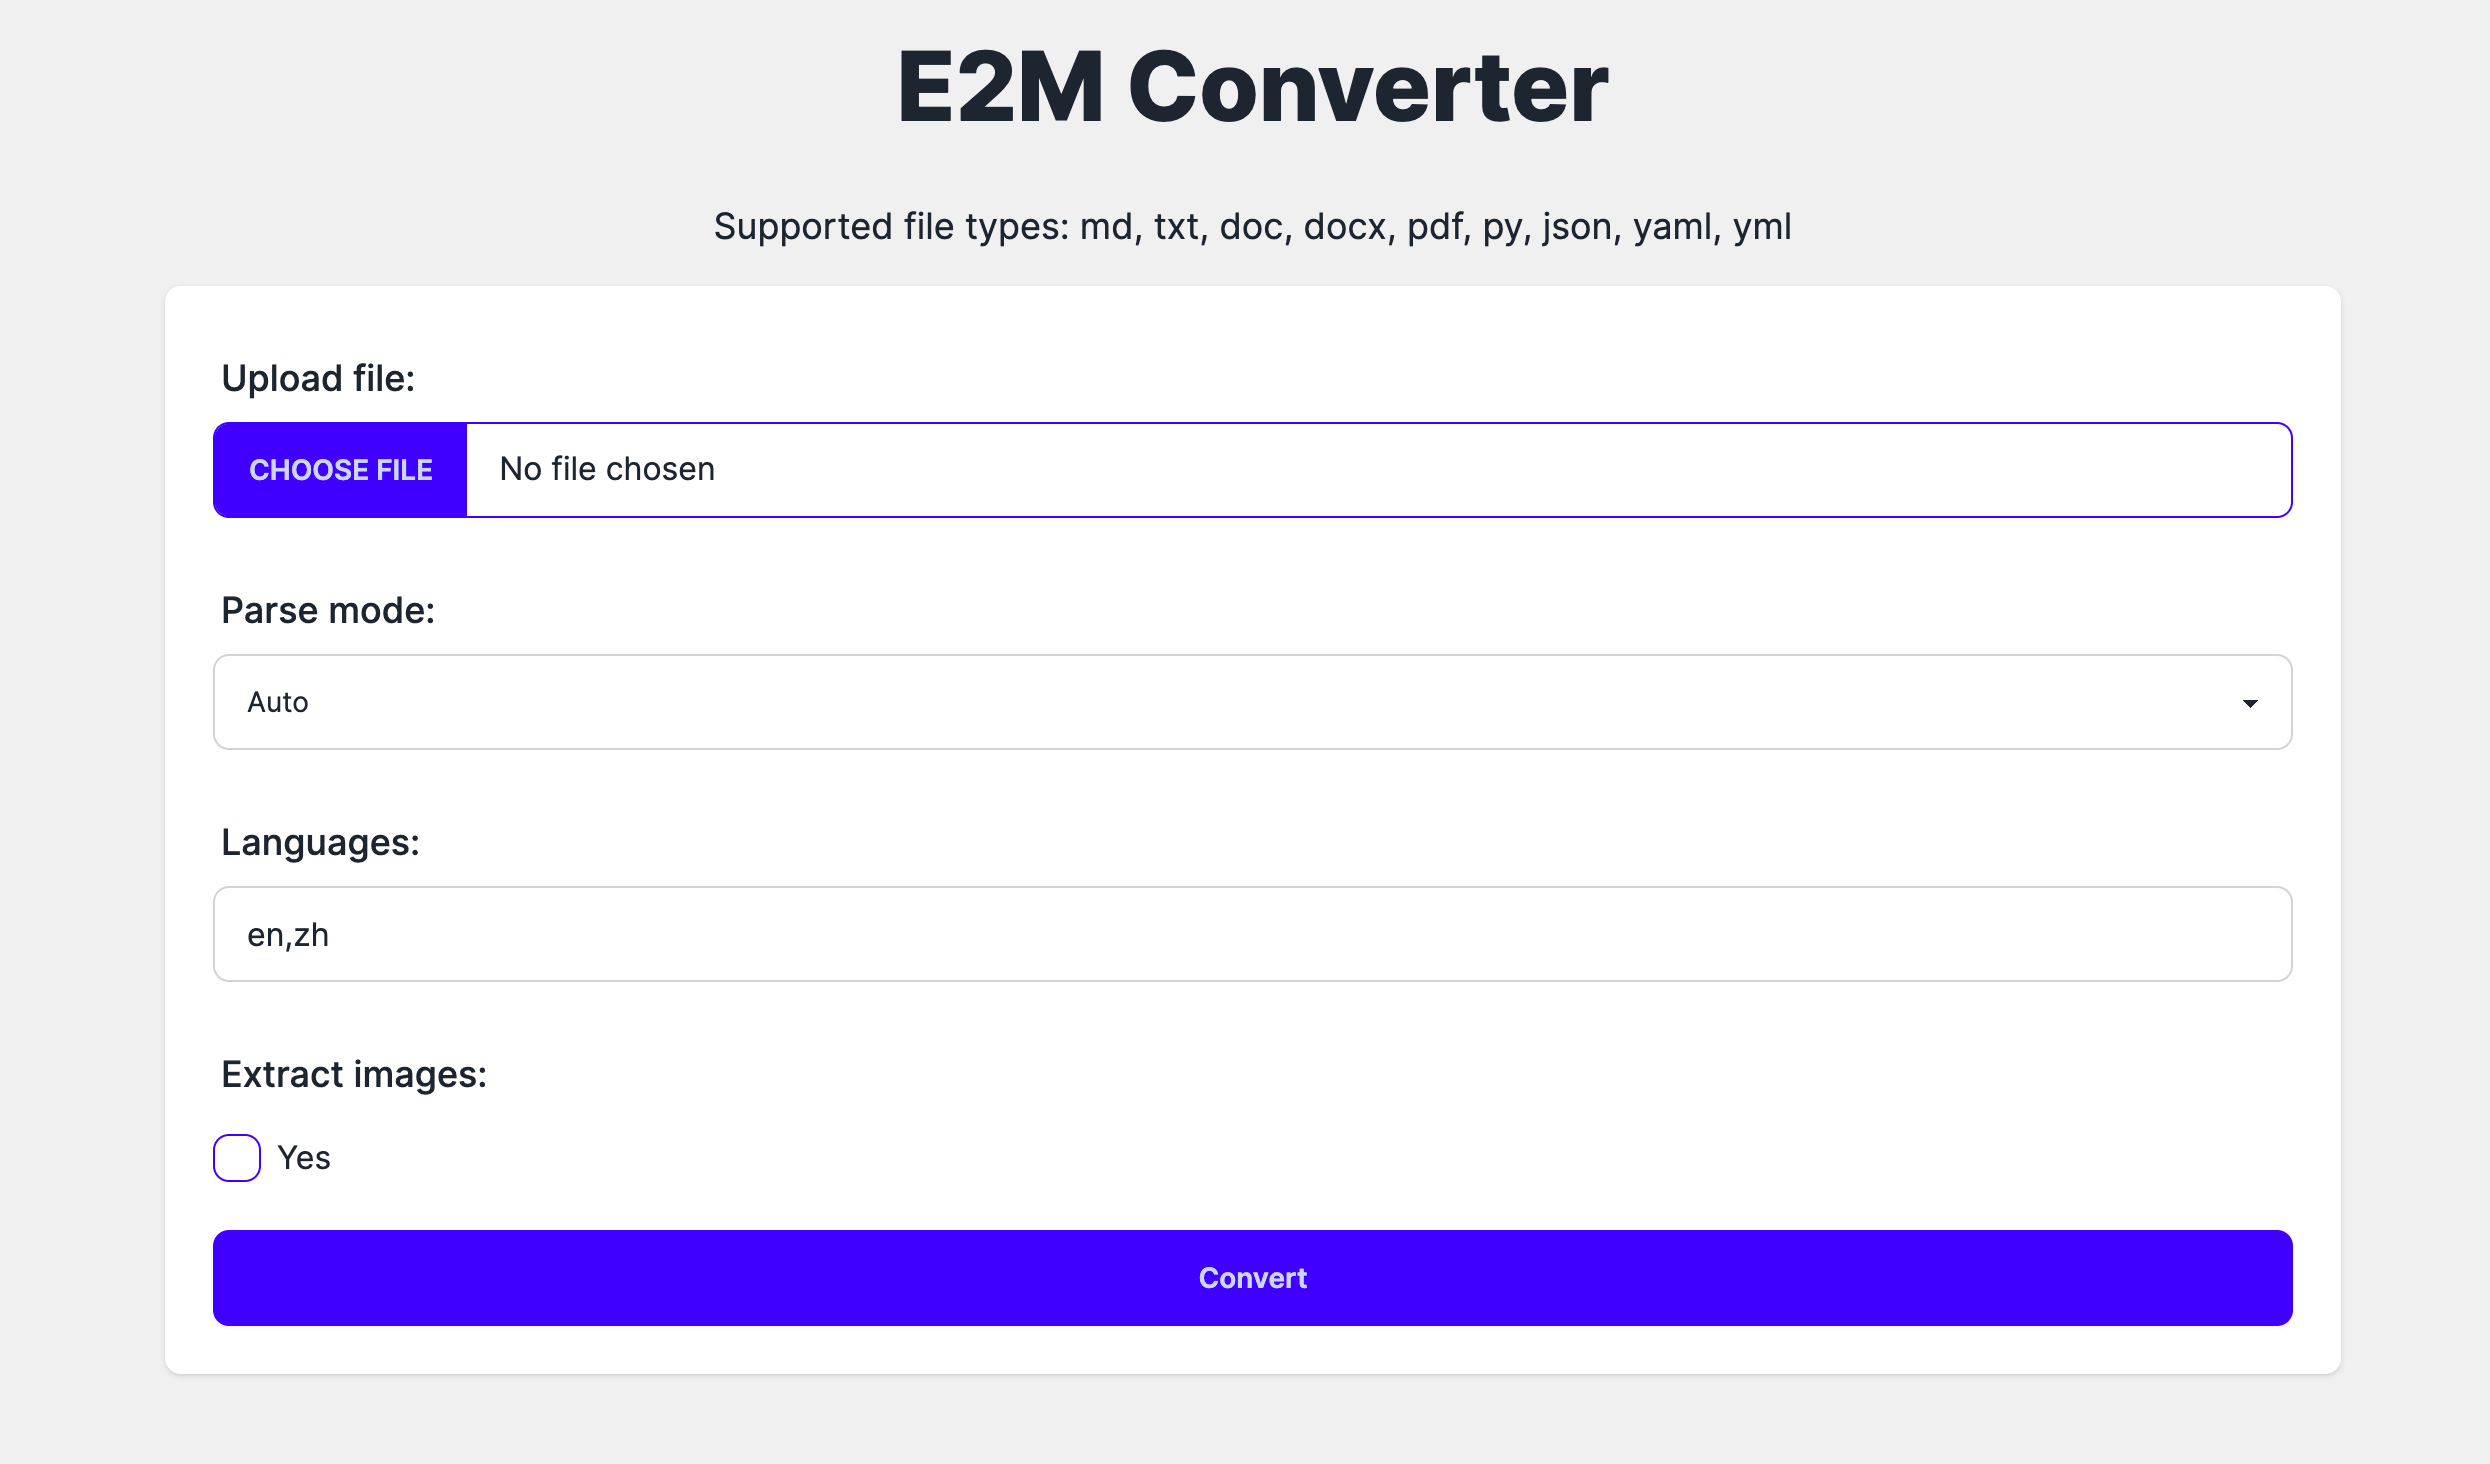 E2M Converter
Supported file types: md, txt, doc, docx, pdf, py, json, yaml, yml
Upload file:
CHOOSE FILE No file chosen
Parse mode:
Auto
Languages:
en,zh
Extract images:
Yes
Convert